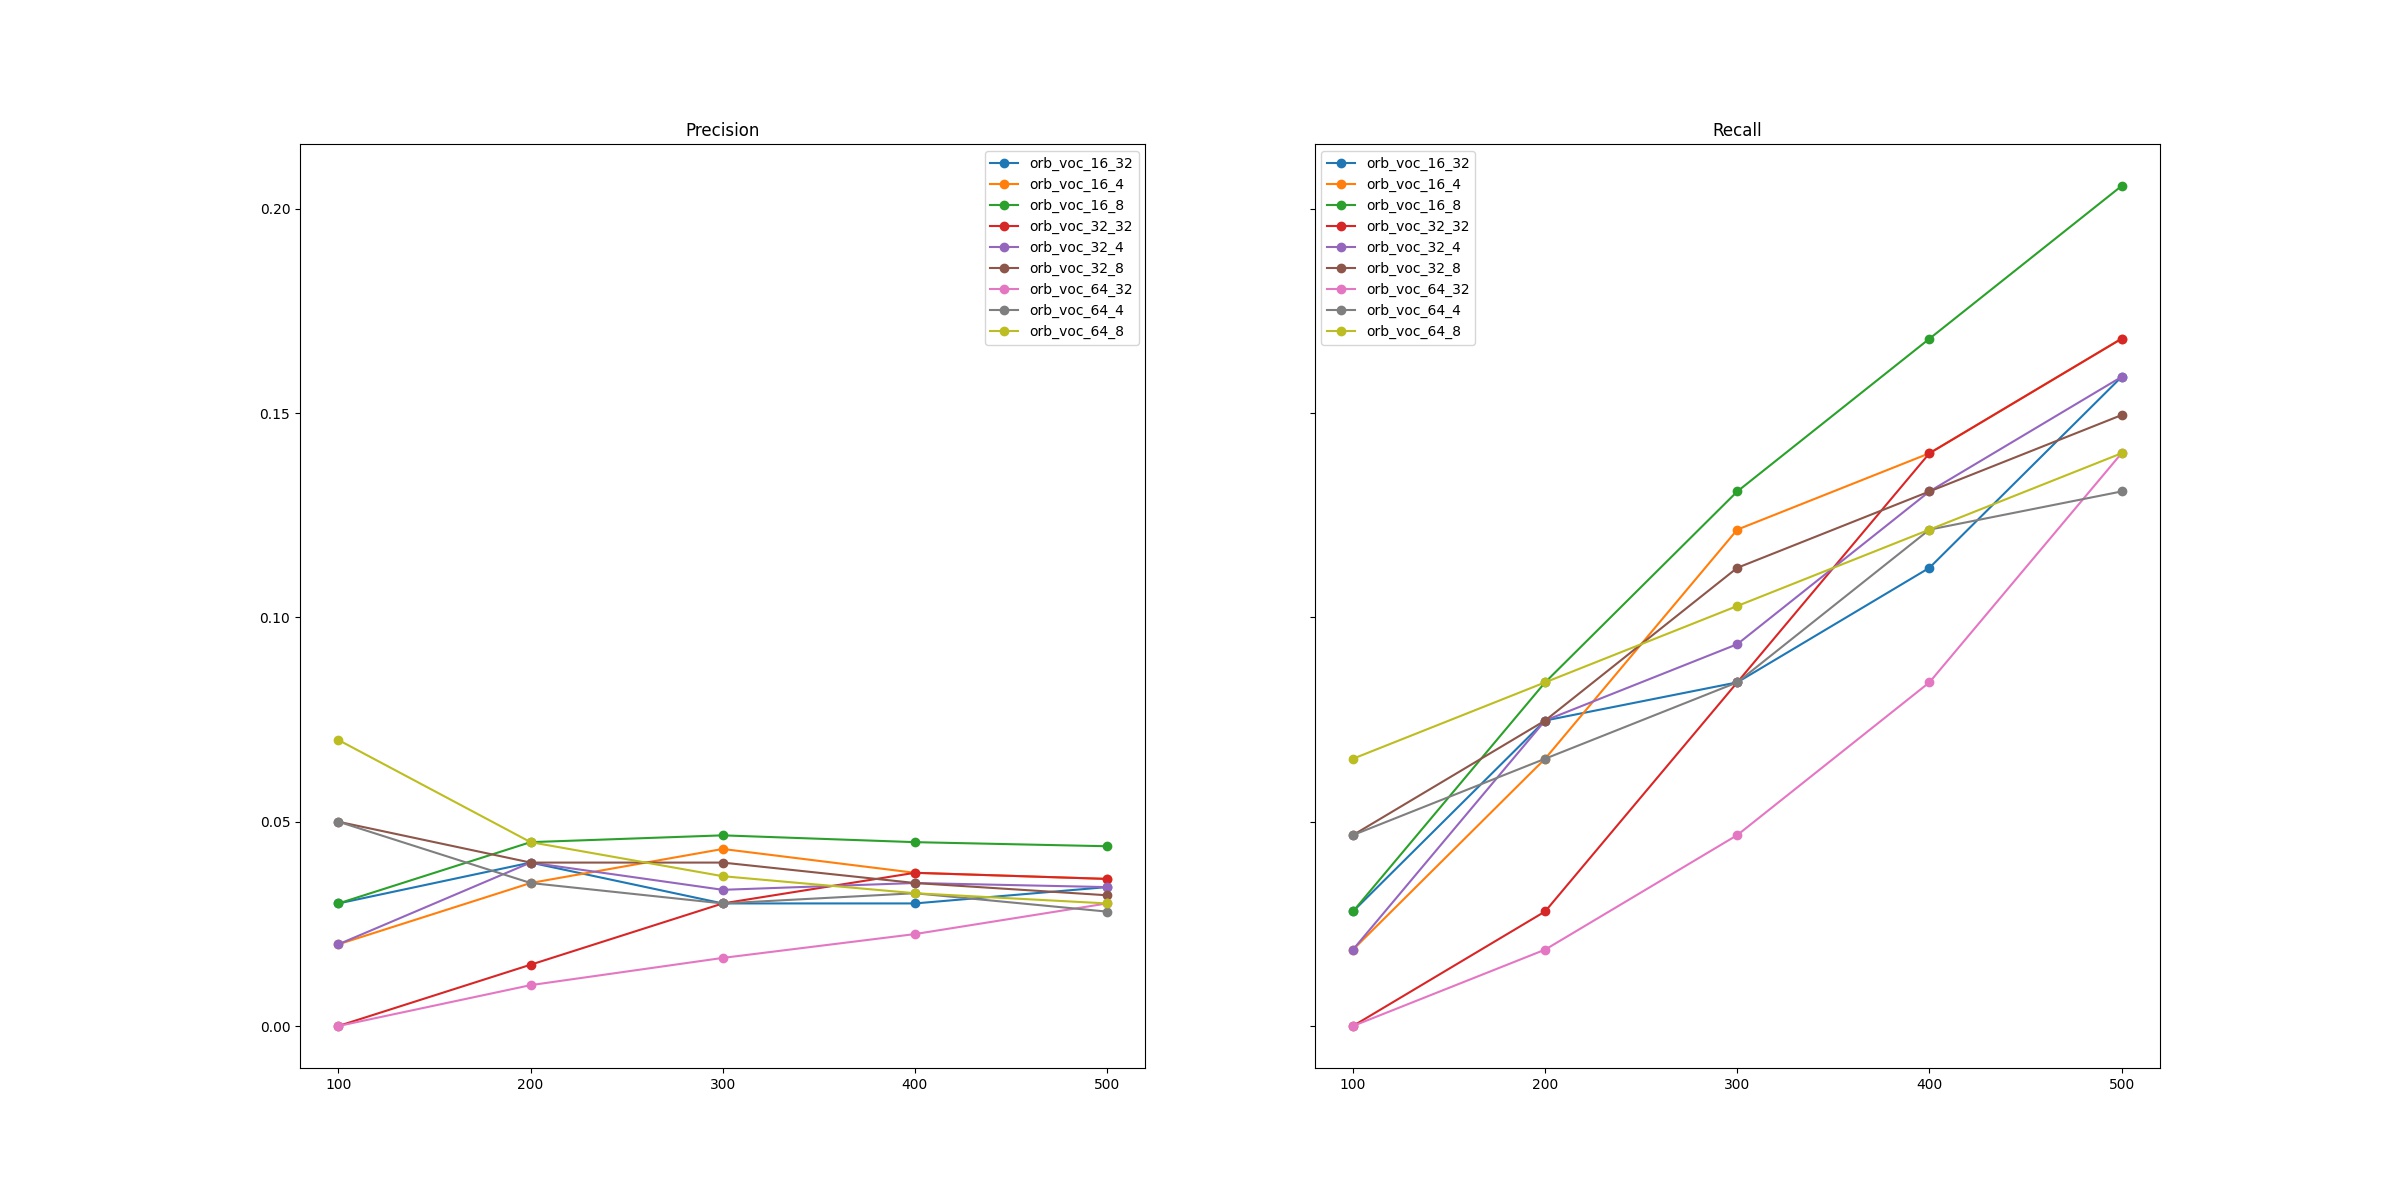 Precision
orb_voc_16_32
orb_voc_16_4
orb_voc_16_8
orb_voc_32_32
orb_voc_32_4
orb_voc_32_8
orb_voc_64_32
orb_voc_64_4
orb_voc_64_8
0.20
0.15
0.10
0.05
0.00
100 200 300 400 500
Recall
orb_voc_16_32
orb_voc_16_4
orb_voc_16_8
orb_voc_32_32
orb_voc_32_4
orb_voc_32_8
orb_voc_64_32
orb_voc_64_4
orb_voc_64_8
100 200 300 400 500